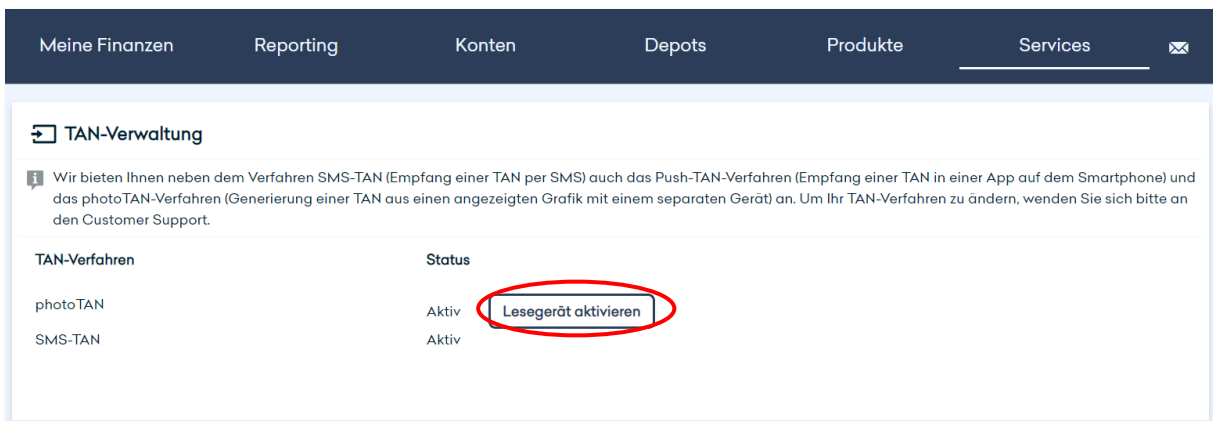 Meine Finanzen Reporting Konten Depots Produkte Services
TAN-Verwaltung
Wir bieten Ihnen neben dem Verfahren SMS-TAN (Empfang einer TAN per SMS) auch das Push-TAN-Verfahren (Empfang einer TAN in einer App auf dem Smartphone) und
das photoTAN-Verfahren (Generierung einer TAN aus einen angezeigten Grafik mit einem separaten Gerät) an. Um Ihr TAN-Verfahren zu ändern, wenden Sie sich bitte an
den Customer Support.
TAN-Verfahren Status
photoTAN Aktiv Lesegerät aktivieren
SMS-TAN Aktiv